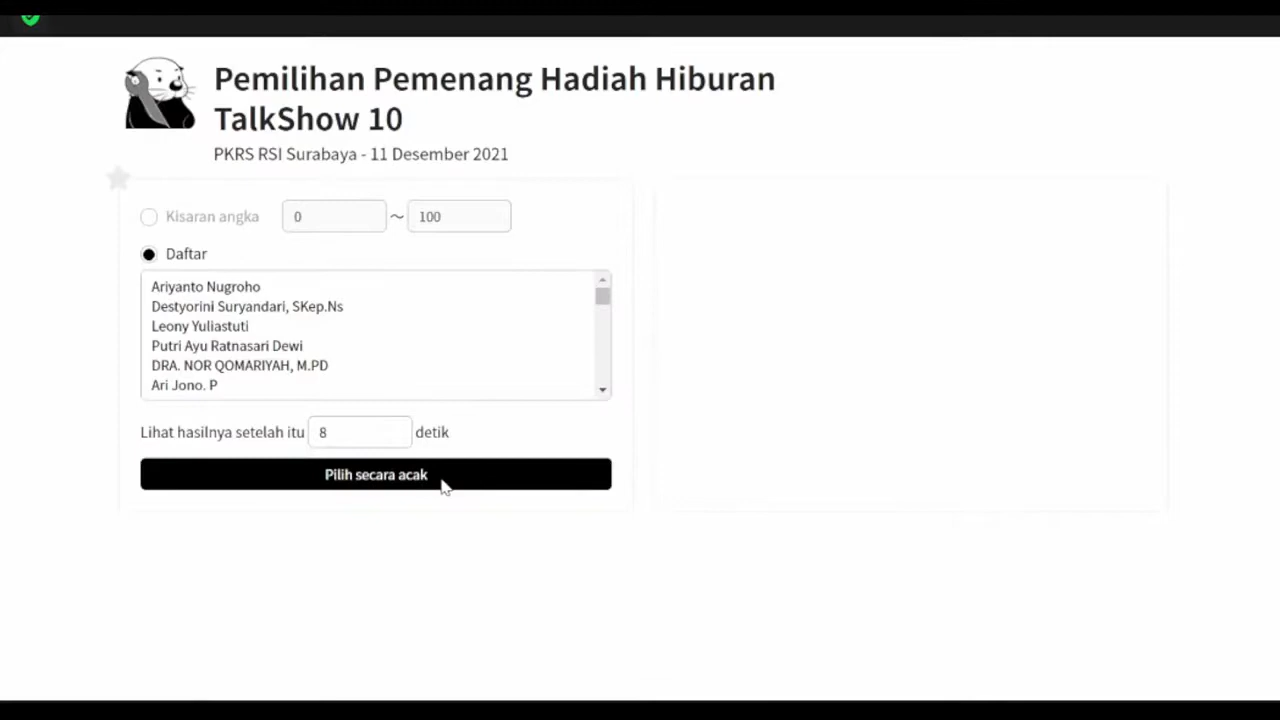 Pemilihan Pemenang Hadiah Hiburan
TalkShow 10
PKRS RSI Surabaya - 11 Desember 2021
Kisaran angka 0 ~ 100
Daftar
Ariyanto Nugroho
Destyorini Suryandari, SKep.Ns
Leony Yuliastuti
Putri Ayu Ratnasari Dewi
DRA. NOR QOMARIYAH, M.PD
Ari Jono. P
Lihat hasilnya setelah itu 8 detik
Pilih secara acak